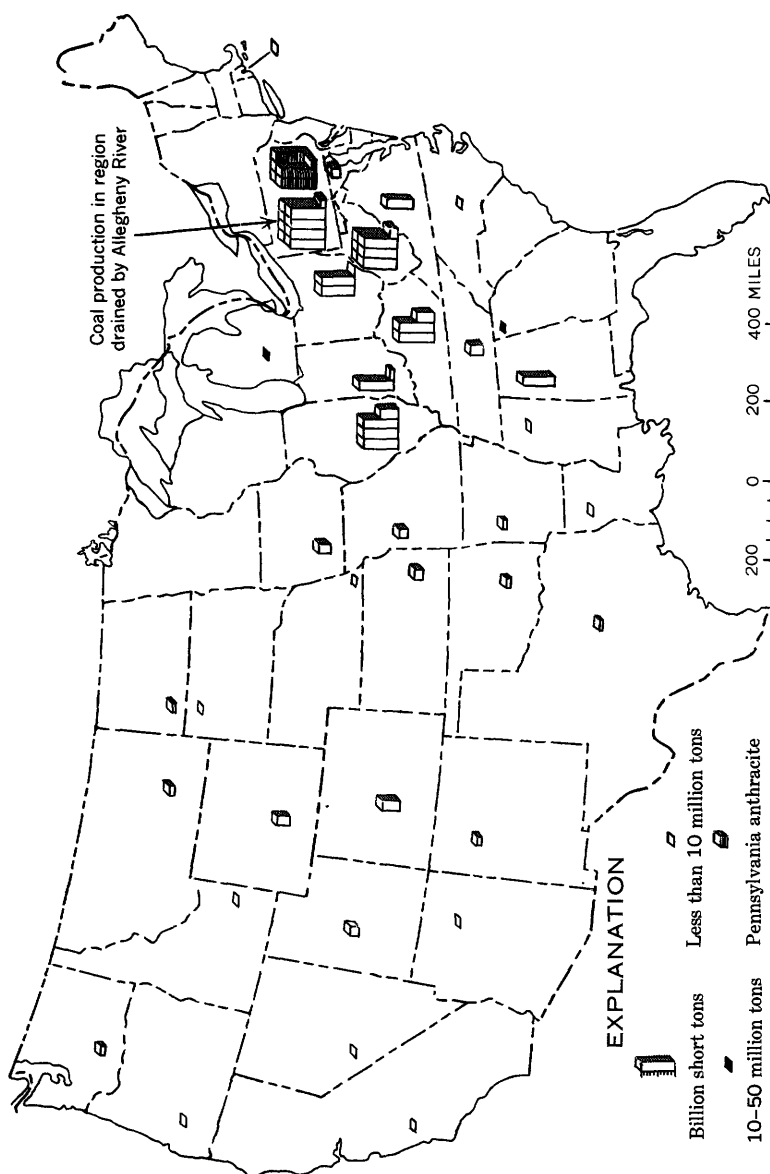 Coal production in region
drained by Allegheny River
EXPLANATION
Billion short tons
Less than 10 million tons
10–50 million tons
Pennsylvania anthracite
200 0 200 400 MILES